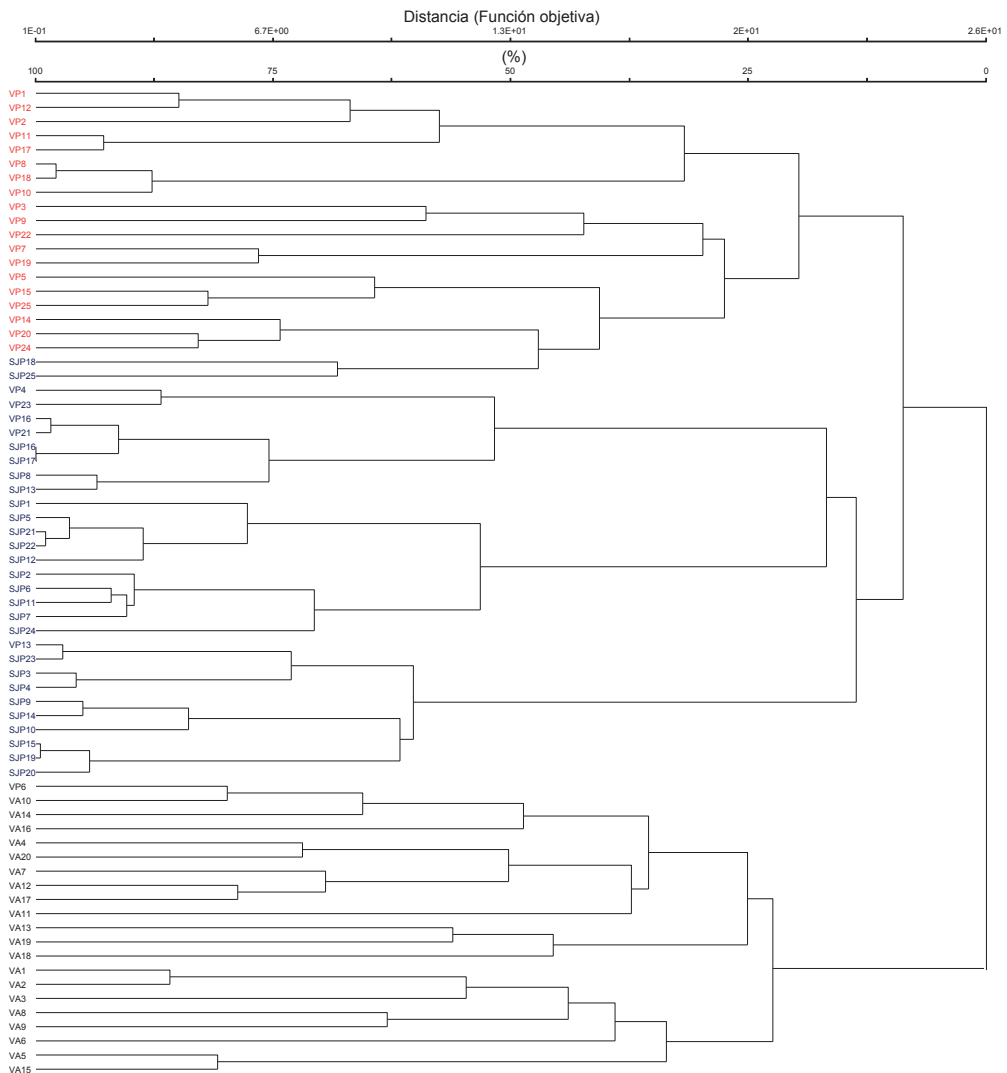 Distancia (Función objetiva)
1E-01 6.7E+00 1.3E+01 2E+01 2.6E+01
(%)
100 75 50 25 0
VP1
VP12
VP2
VP11
VP17
VP8
VP18
VP10
VP3
VP9
VP22
VP7
VP19
VP5
VP15
VP25
VP14
VP20
VP24
SJP18
SJP25
VP4
VP23
VP16
VP21
SJP16
SJP17
SJP8
SJP13
SJP1
SJP5
SJP21
SJP22
SJP12
SJP2
SJP6
SJP11
SJP7
SJP24
VP13
SJP23
SJP3
SJP4
SJP9
SJP14
SJP10
SJP15
SJP19
SJP20
VP6
VA10
VA14
VA16
VA4
VA20
VA7
VA12
VA17
VA11
VA13
VA19
VA18
VA1
VA2
VA3
VA8
VA9
VA6
VA5
VA15